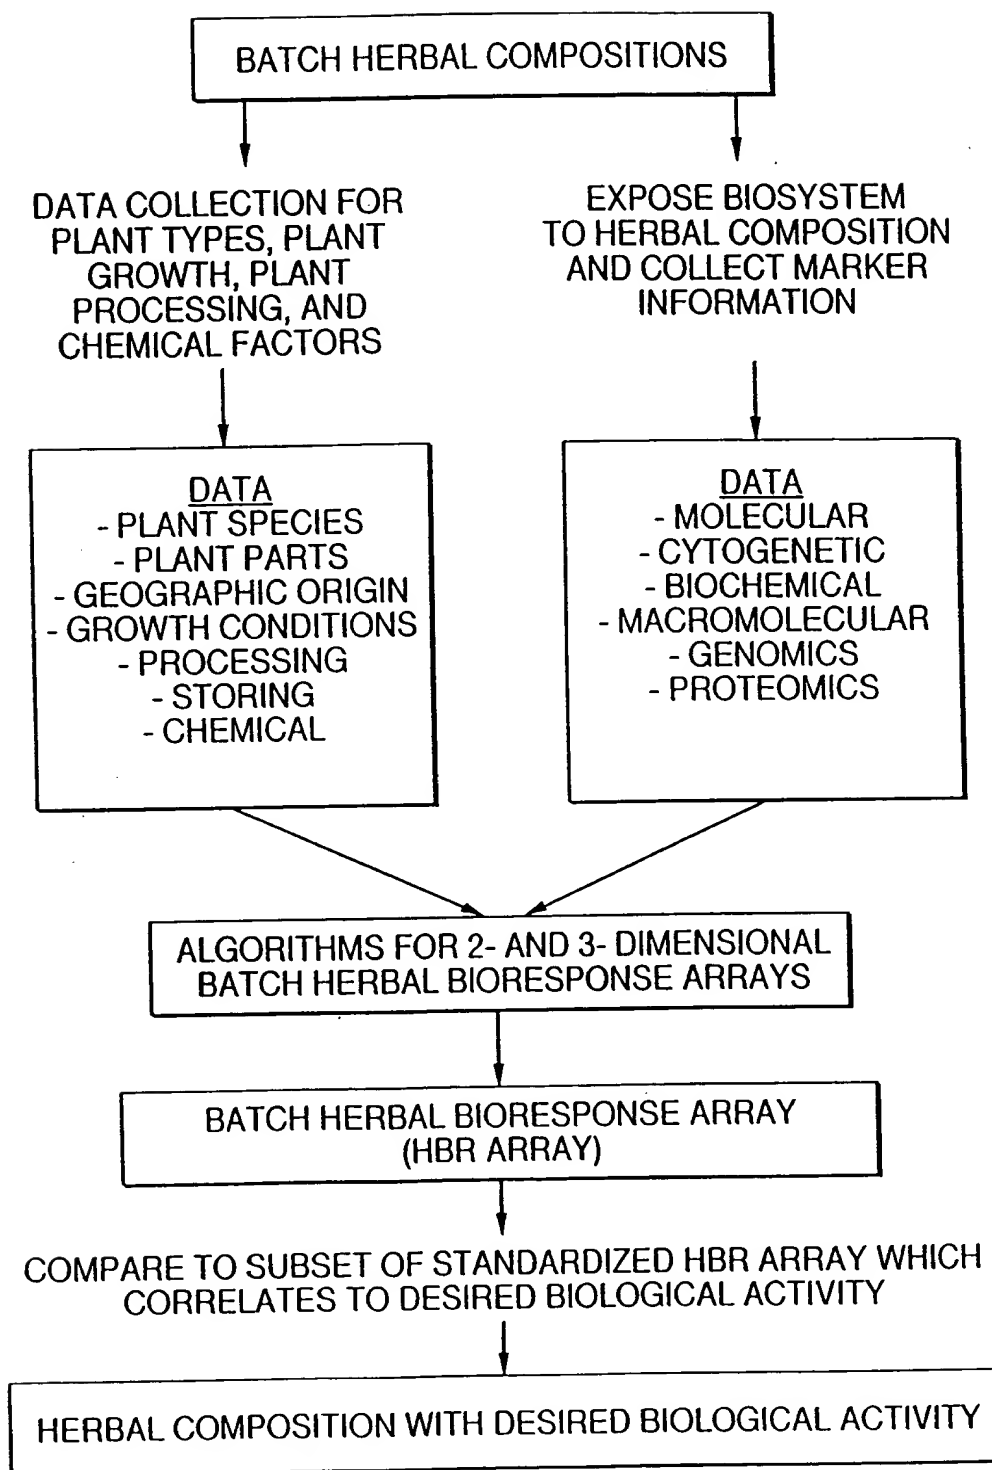 BATCH HERBAL COMPOSITIONS
DATA COLLECTION FOR
PLANT TYPES, PLANT
GROWTH, PLANT
PROCESSING, AND
CHEMICAL FACTORS
EXPOSE BIOSYSTEM
TO HERBAL COMPOSITION
AND COLLECT MARKER
INFORMATION
DATA
- PLANT SPECIES
- PLANT PARTS
- GEOGRAPHIC ORIGIN
- GROWTH CONDITIONS
- PROCESSING
- STORING
- CHEMICAL
DATA
- MOLECULAR
- CYTOGENETIC
- BIOCHEMICAL
- MACROMOLECULAR
- GENOMICS
- PROTEOMICS
ALGORITHMS FOR 2- AND 3- DIMENSIONAL
BATCH HERBAL BIORESPONSE ARRAYS
BATCH HERBAL BIORESPONSE ARRAY
(HBR ARRAY)
COMPARE TO SUBSET OF STANDARDIZED HBR ARRAY WHICH
CORRELATES TO DESIRED BIOLOGICAL ACTIVITY
HERBAL COMPOSITION WITH DESIRED BIOLOGICAL ACTIVITY